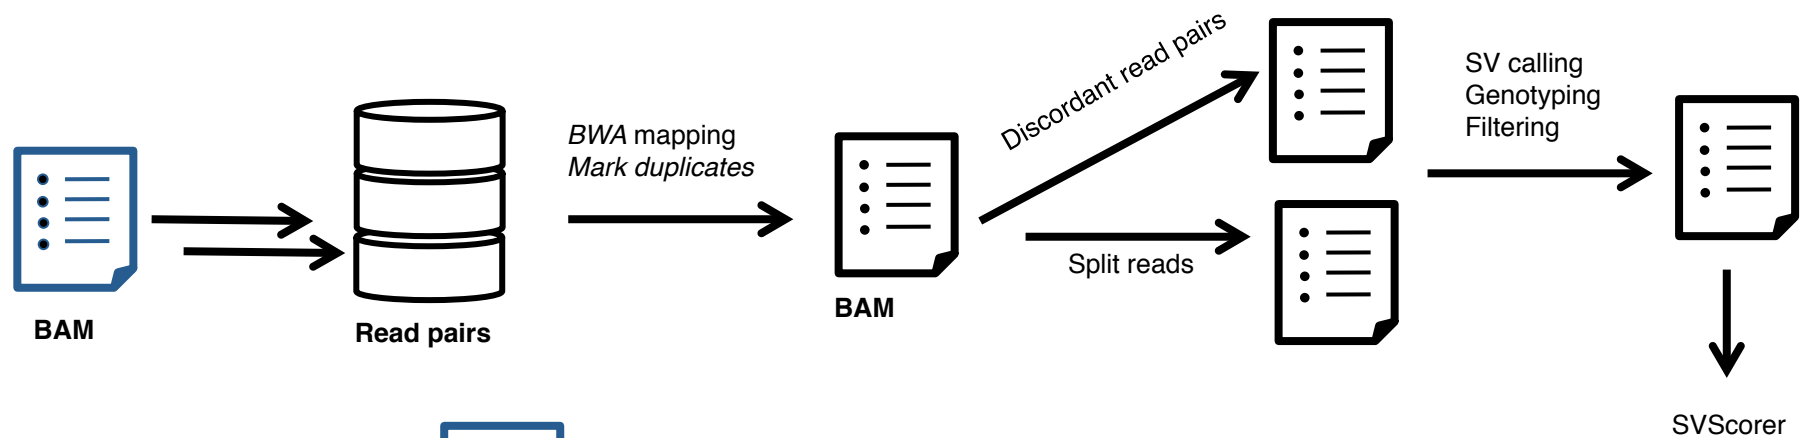 BAM
Read pairs
BWA mapping
Mark duplicates
BAM
Discordant read pairs
Split reads
SV calling
Genotyping
Filtering
SVScorer